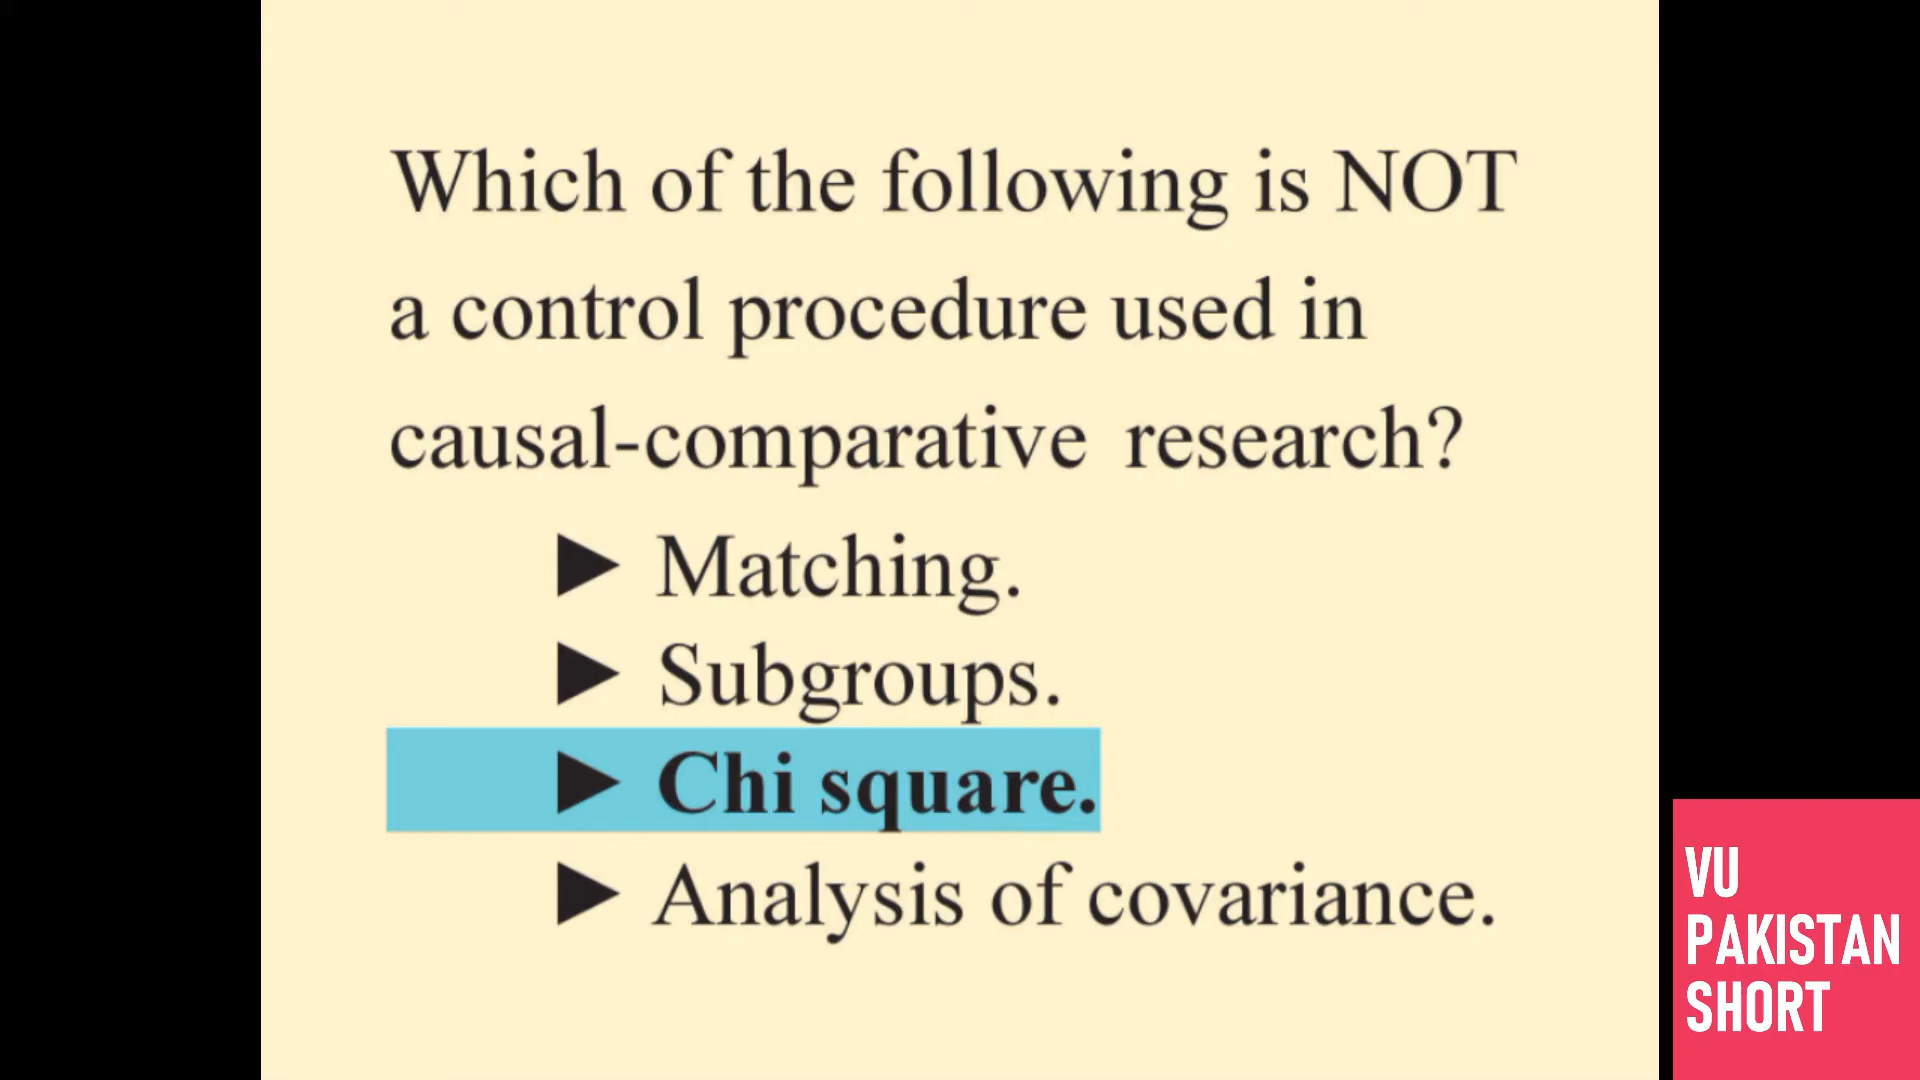 Which of the following is NOT
a control procedure used in
causal-comparative research?
► Matching.
► Subgroups.
► Chi square.
► Analysis of covariance.
VU
PAKISTAN
SHORT